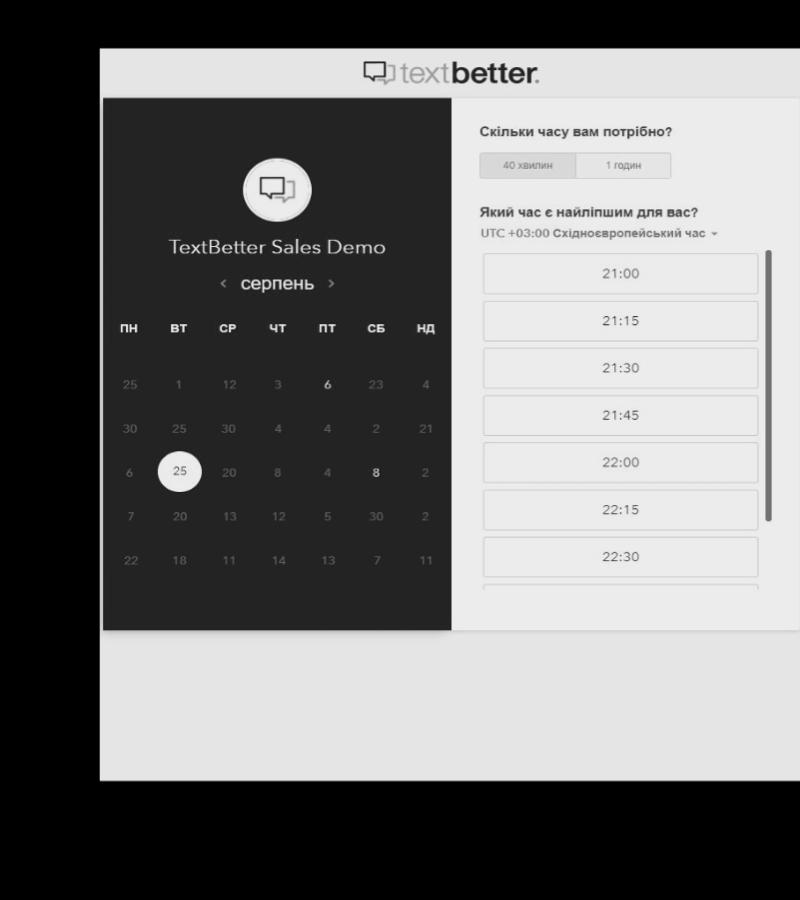 textbetter.
TextBetter Sales Demo
‹ серпень ›
ПН ВТ СР ЧТ ПТ СБ НД
25 1 12 3 6 23 4
30 25 30 4 4 2 21
6 25 20 8 4 8 2
7 20 13 12 5 30 2
22 18 11 14 13 7 11
Скільки часу вам потрібно?
40 хвилин 1 годин
Який час є найліпшим для вас?
UTC +03:00 Східноєвропейський час
21:00
21:15
21:30
21:45
22:00
22:15
22:30